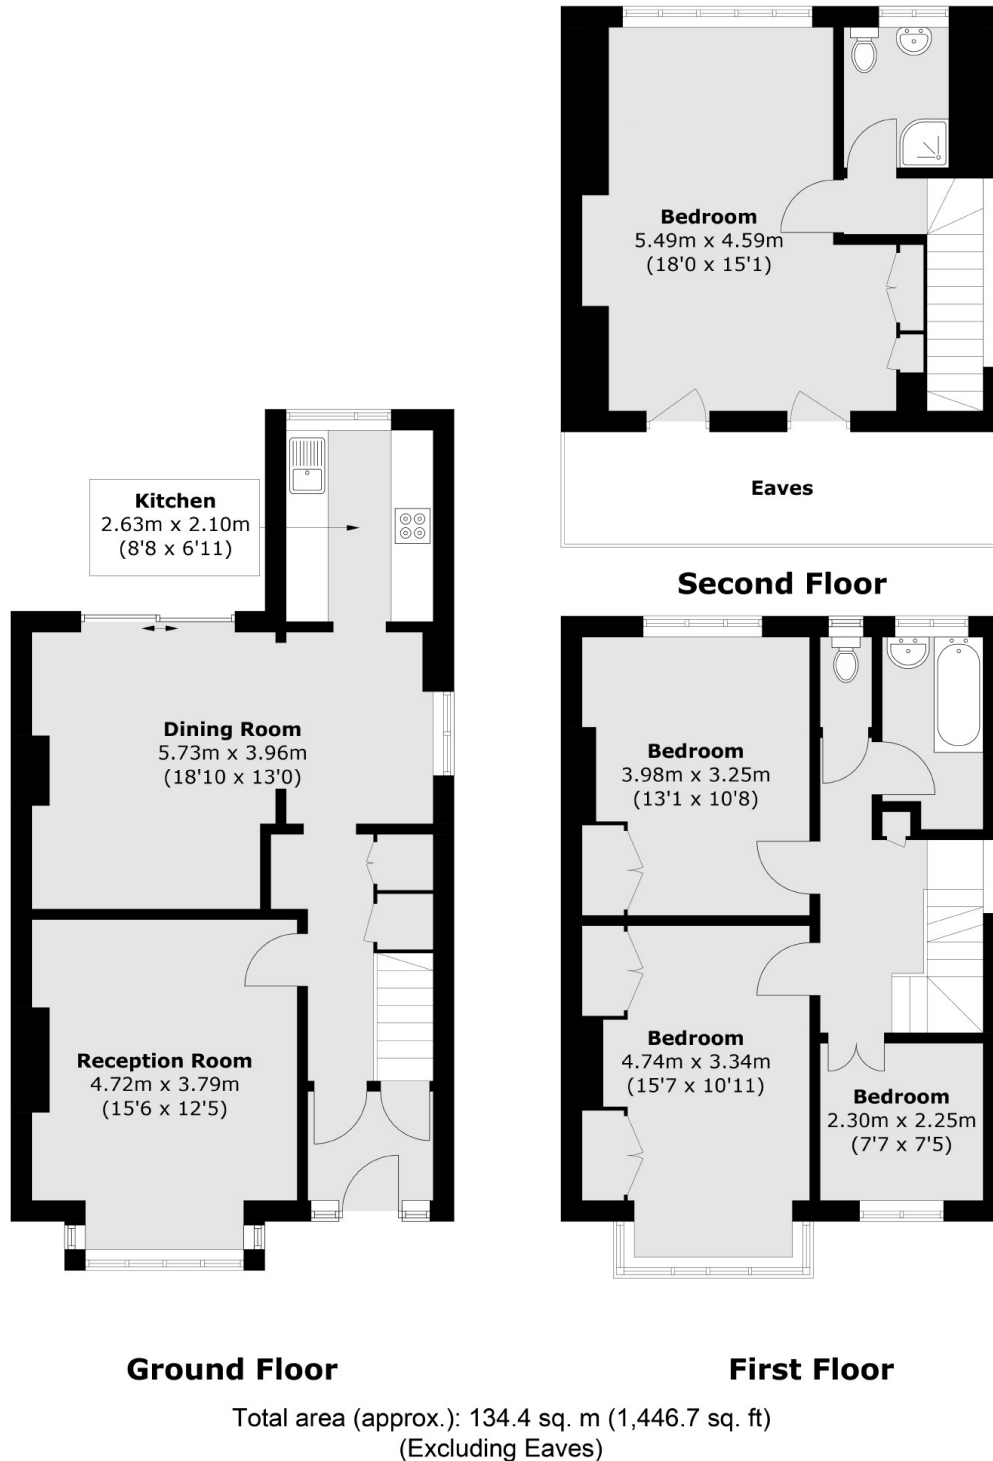 Bedroom
5.49m x 4.59m
(18'0 x 15'1)
Eaves
Second Floor
Kitchen
2.63m x 2.10m
(8'8 x 6'11)
Dining Room
5.73m x 3.96m
(18'10 x 13'0)
Reception Room
4.72m x 3.79m
(15'6 x 12'5)
Ground Floor
Bedroom
3.98m x 3.25m
(13'1 x 10'8)
Bedroom
4.74m x 3.34m
(15'7 x 10'11)
Bedroom
2.30m x 2.25m
(7'7 x 7'5)
First Floor
Total area (approx.): 134.4 sq. m (1,446.7 sq. ft)
(Excluding Eaves)